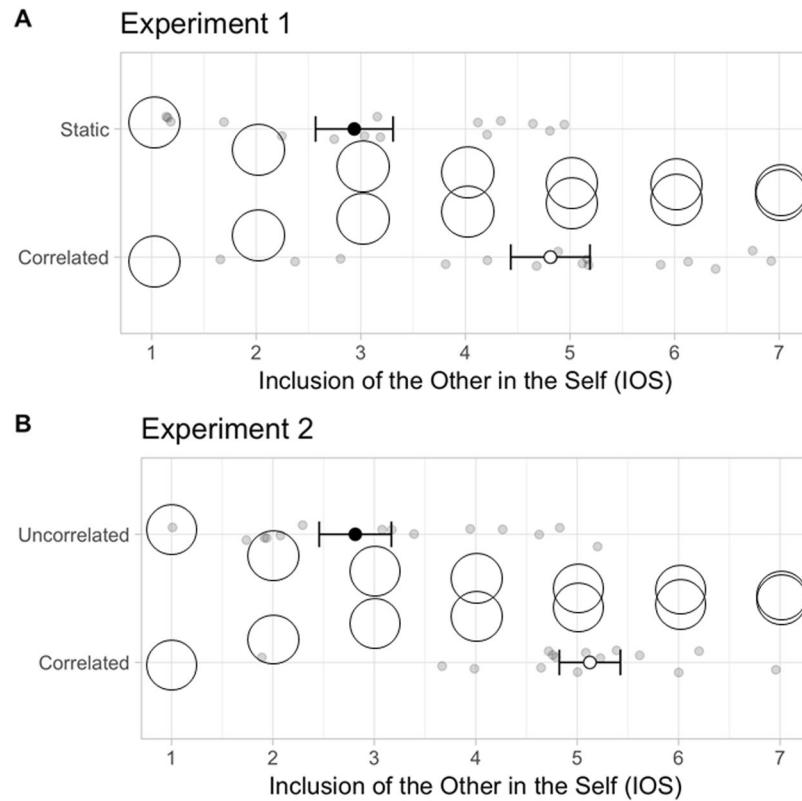 A
Experiment 1
Static
Correlated
1 2 3 4 5 6 7
Inclusion of the Other in the Self (IOS)
B
Experiment 2
Uncorrelated
Correlated
1 2 3 4 5 6 7
Inclusion of the Other in the Self (IOS)